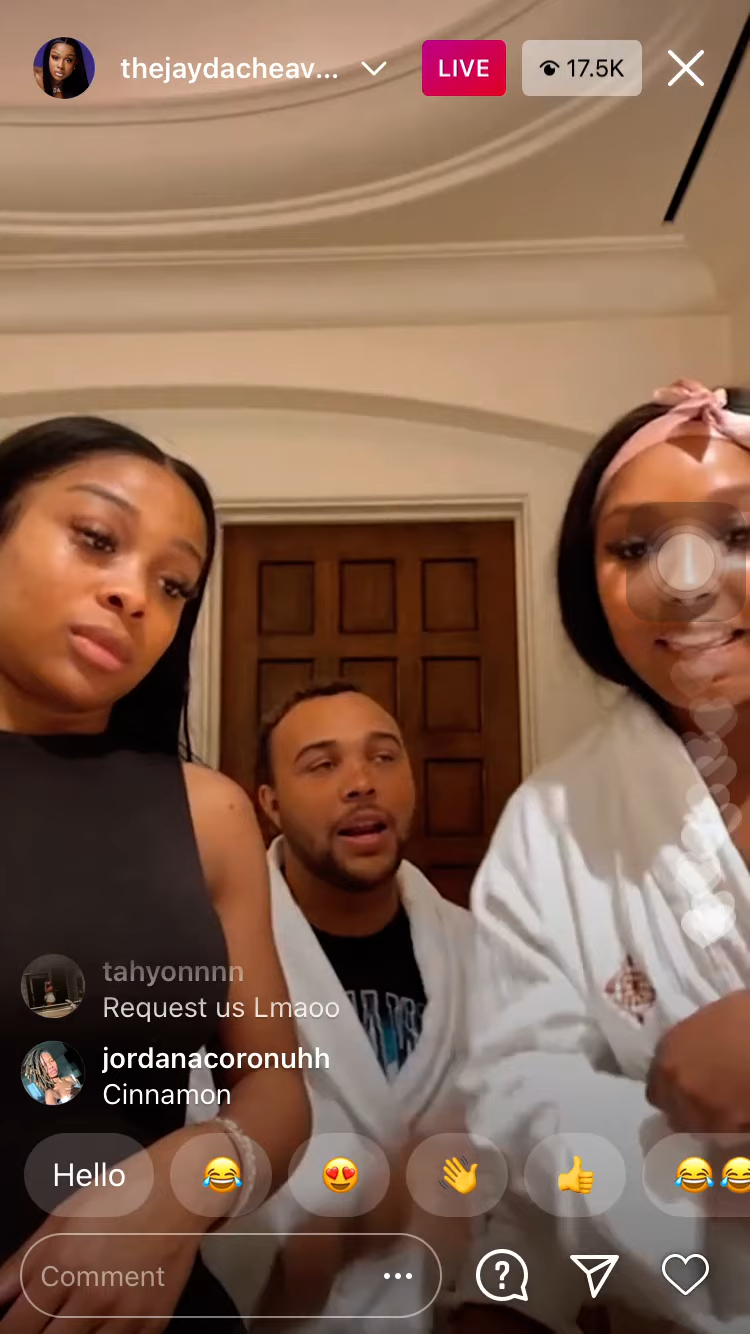 thejaydacheav...
LIVE
17.5K
tahyonnnn
Request us Lmaoo
jordanacoronuhh
Cinnamon
Hello
😂
😍
👋
👍
😂😂
Comment